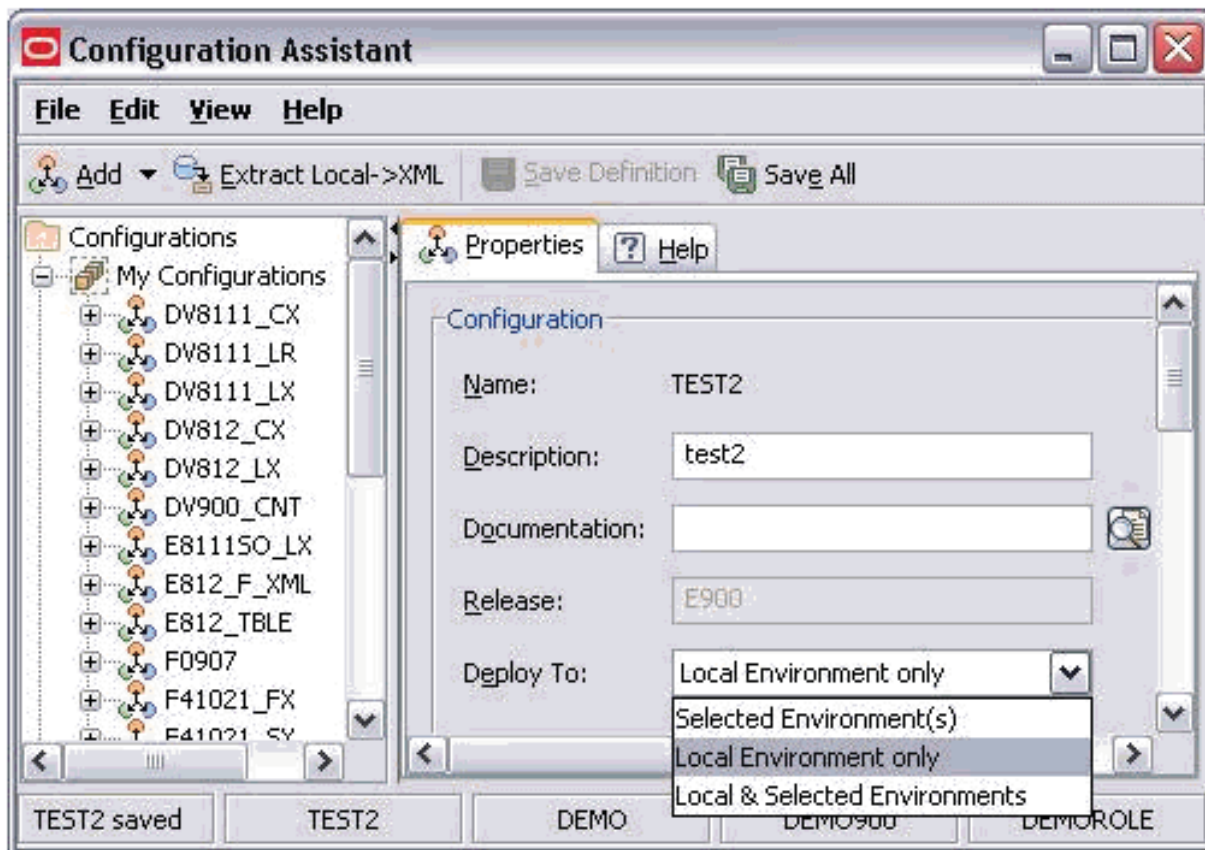 Configuration Assistant
File Edit View Help
Add Extract Local->XML Save Definition Save All
Configurations
My Configurations
DV8111_CX
DV8111_LR
DV8111_LX
DV812_CX
DV812_LX
DV900_CNT
E8111SO_LX
E812_F_XML
E812_TBLE
F0907
F41021_FX
F41021_SX
Properties Help
Configuration
Name: TEST2
Description: test2
Documentation:
Release: E900
Deploy To: Local Environment only
Selected Environment(s)
Local Environment only
Local & Selected Environments
TEST2 saved TEST2 DEMO DEMO900 DEMOROLE